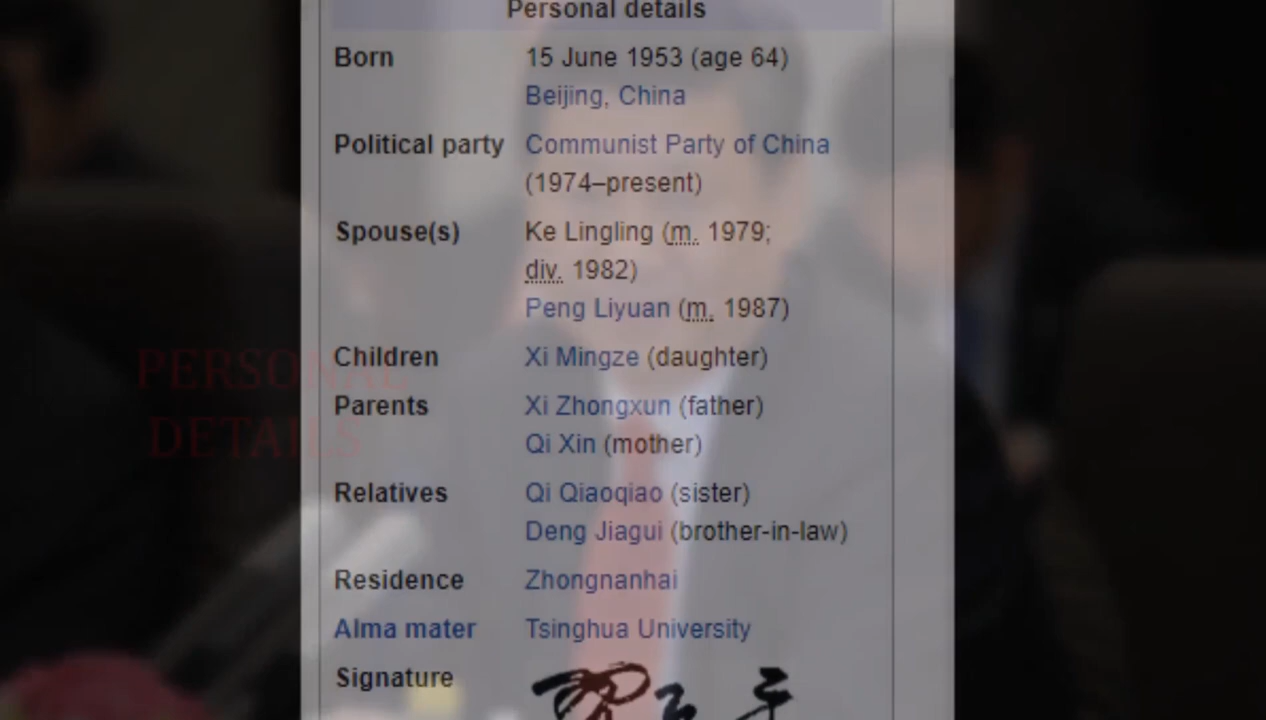 Personal details
Born 15 June 1953 (age 64)
Beijing, China
Political party Communist Party of China
(1974–present)
Spouse(s) Ke Lingling (m. 1979;
div. 1982)
Peng Liyuan (m. 1987)
Children Xi Mingze (daughter)
Parents Xi Zhongxun (father)
Qi Xin (mother)
Relatives Qi Qiaoqiao (sister)
Deng Jiagui (brother-in-law)
Residence Zhongnanhai
Alma mater Tsinghua University
Signature
PERSONAL
DETAILS